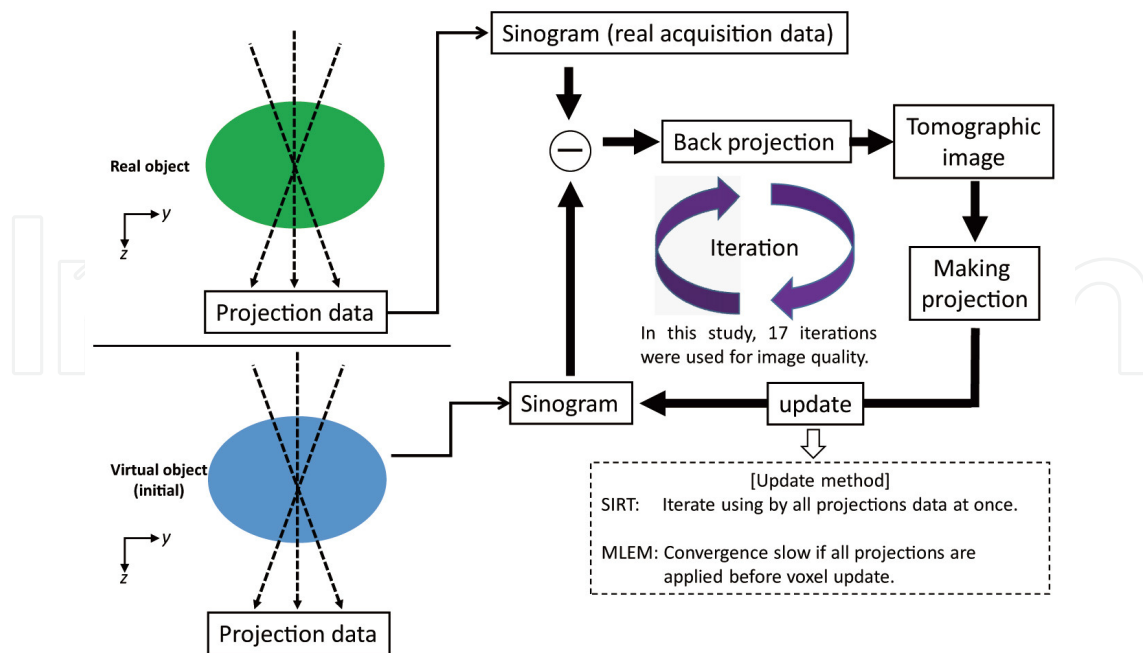 Sinogram (real acquisition data)
Real object
y
z
Projection data
−
Back projection
Tomographic
image
Iteration
Making
projection
In this study, 17 iterations
were used for image quality.
Virtual object
(initial)
y
z
Projection data
Sinogram
update
[Update method]
SIRT: Iterate using by all projections data at once.
MLEM: Convergence slow if all projections are
applied before voxel update.